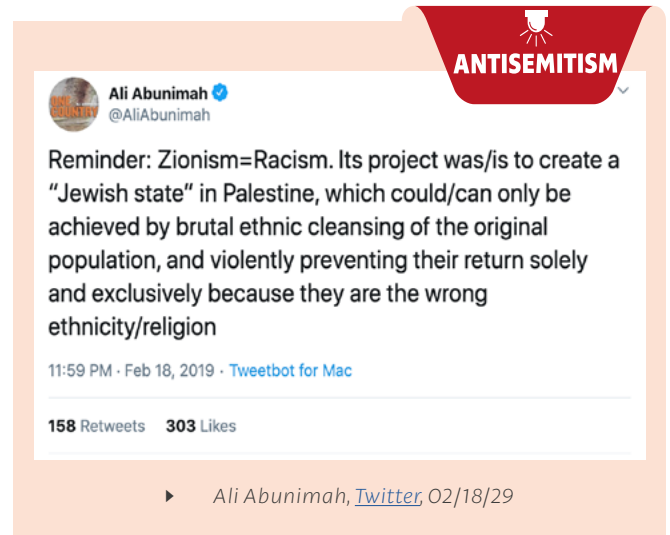 ANTISEMITISM
Ali Abunimah
@AliAbunimah
Reminder: Zionism=Racism. Its project was/is to create a
“Jewish state“ in Palestine, which could/can only be
achieved by brutal ethnic cleansing of the original
population, and violently preventing their return solely
and exclusively because they are the wrong
ethnicity/religion
11:59 PM · Feb 18, 2019 · Tweetbot for Mac
158 Retweets 303 Likes
Ali Abunimah, Twitter, 02/18/29